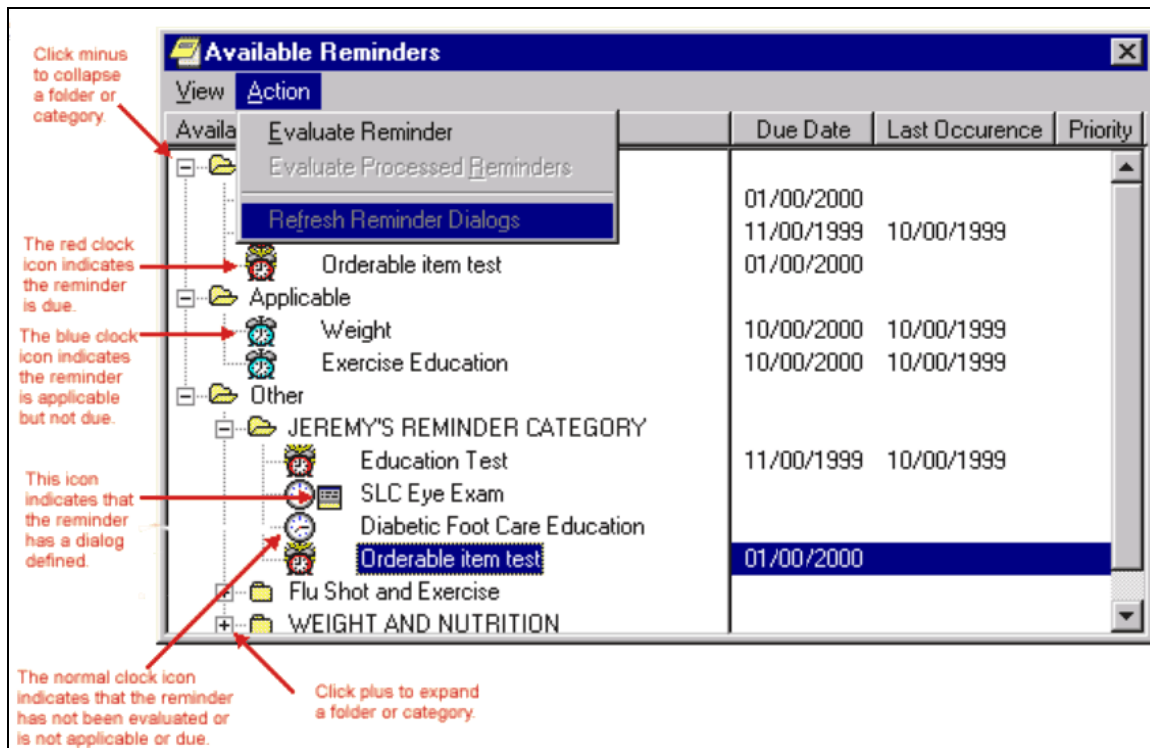 Click minus
to collapse
a folder or
category.
Available Reminders
View Action
Availa Due Date Last Occurence Priority
Evaluate Reminder
Evaluate Processed Reminders
Refresh Reminder Dialogs
01/00/2000
11/00/1999 10/00/1999
Orderable item test 01/00/2000
Applicable
Weight 10/00/2000 10/00/1999
Exercise Education 10/00/2000 10/00/1999
Other
JEREMY'S REMINDER CATEGORY
Education Test 11/00/1999 10/00/1999
SLC Eye Exam
Diabetic Foot Care Education
Orderable item test 01/00/2000
Flu Shot and Exercise
WEIGHT AND NUTRITION
The red clock
icon indicates
the reminder
is due.
The blue clock
icon indicates
the reminder
is applicable
but not due.
This icon
indicates that
the reminder
has a dialog
defined.
The normal clock icon
indicates that the reminder
has not been evaluated or
is not applicable or due.
Click plus to expand
a folder or category.